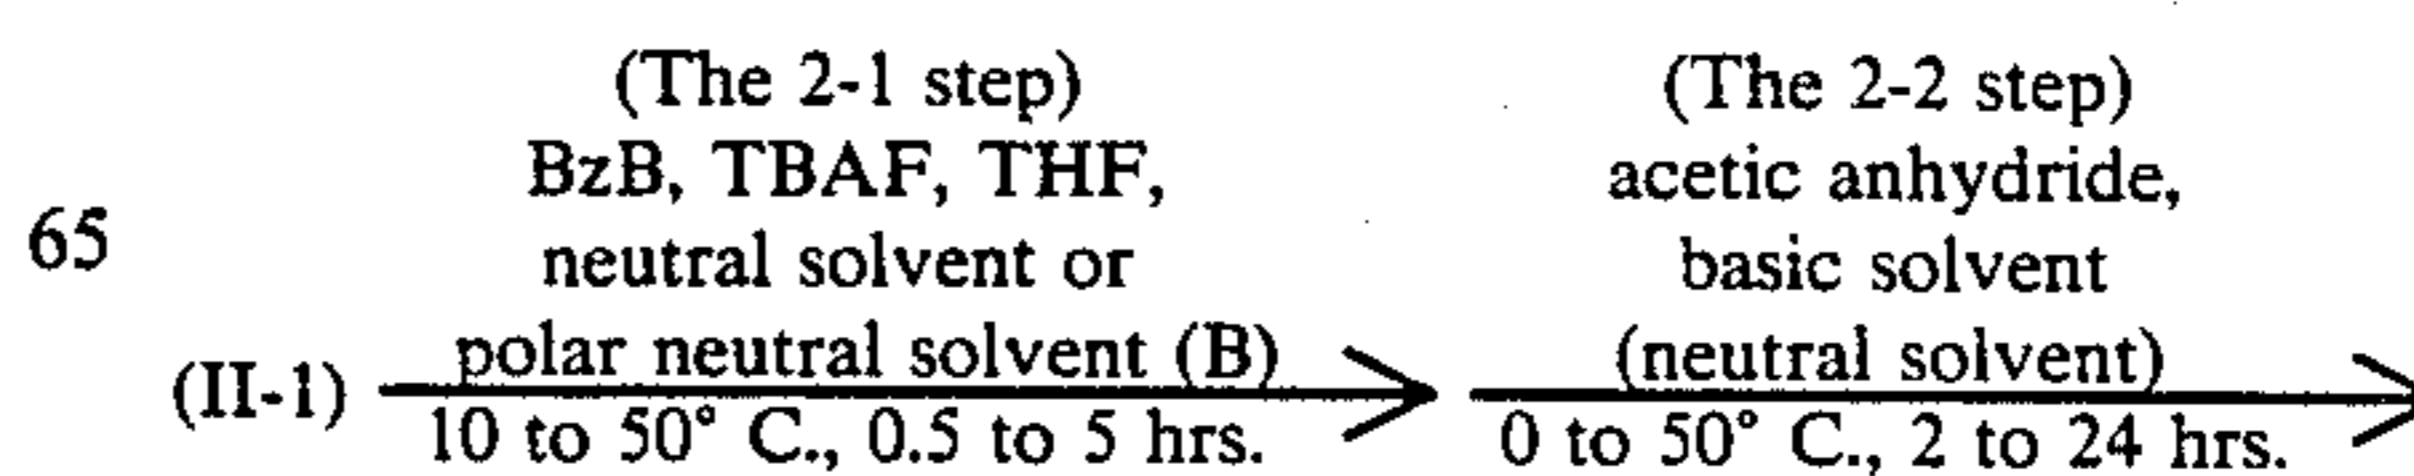 (The 2-1 step) (The 2-2 step)
BzB, TBAF, THF, acetic anhydride,
65 neutral solvent or basic solvent
polar neutral solvent (B) (neutral solvent)
(II-1)
10 to 50° C., 0.5 to 5 hrs. 0 to 50° C., 2 to 24 hrs.